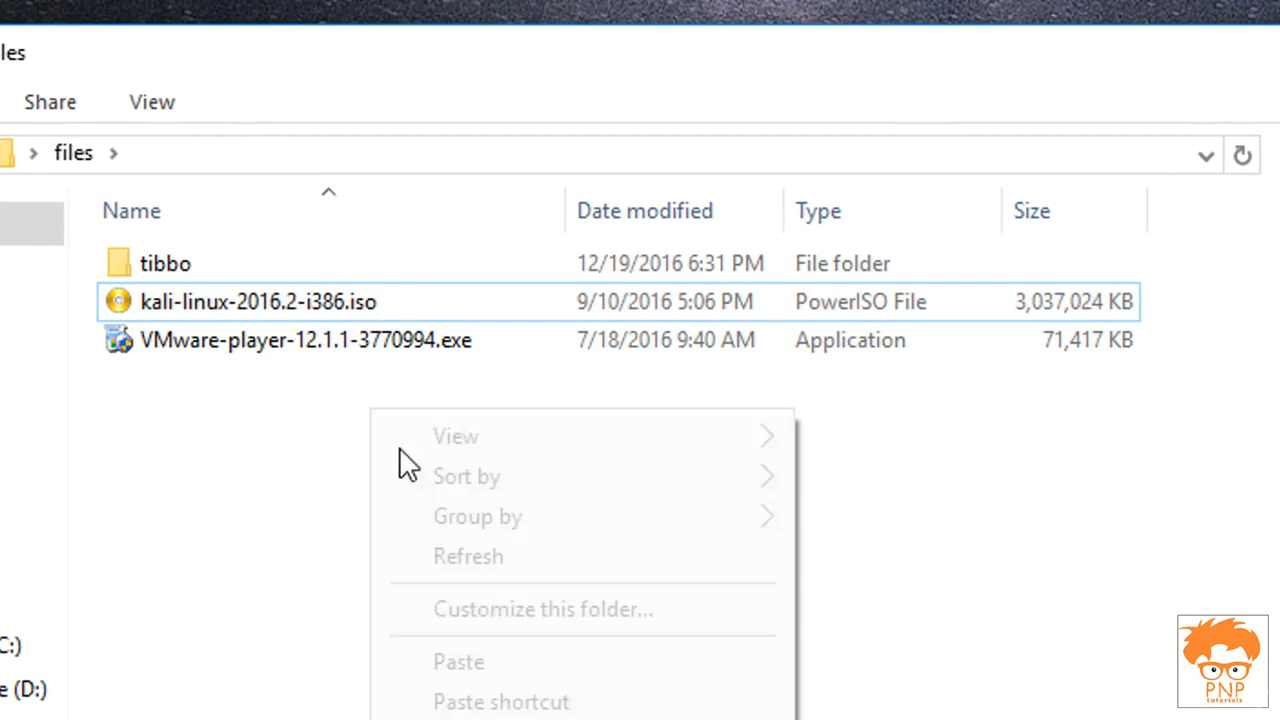 les
Share View
files
Name Date modified Type Size
tibbo 12/19/2016 6:31 PM File folder
kali-linux-2016.2-i386.iso 9/10/2016 5:06 PM PowerISO File 3,037,024 KB
VMware-player-12.1.1-3770994.exe 7/18/2016 9:40 AM Application 71,417 KB
View
Sort by
Group by
Refresh
Customize this folder...
Paste
Paste shortcut
C:)
e (D:)
PNP
tutorials